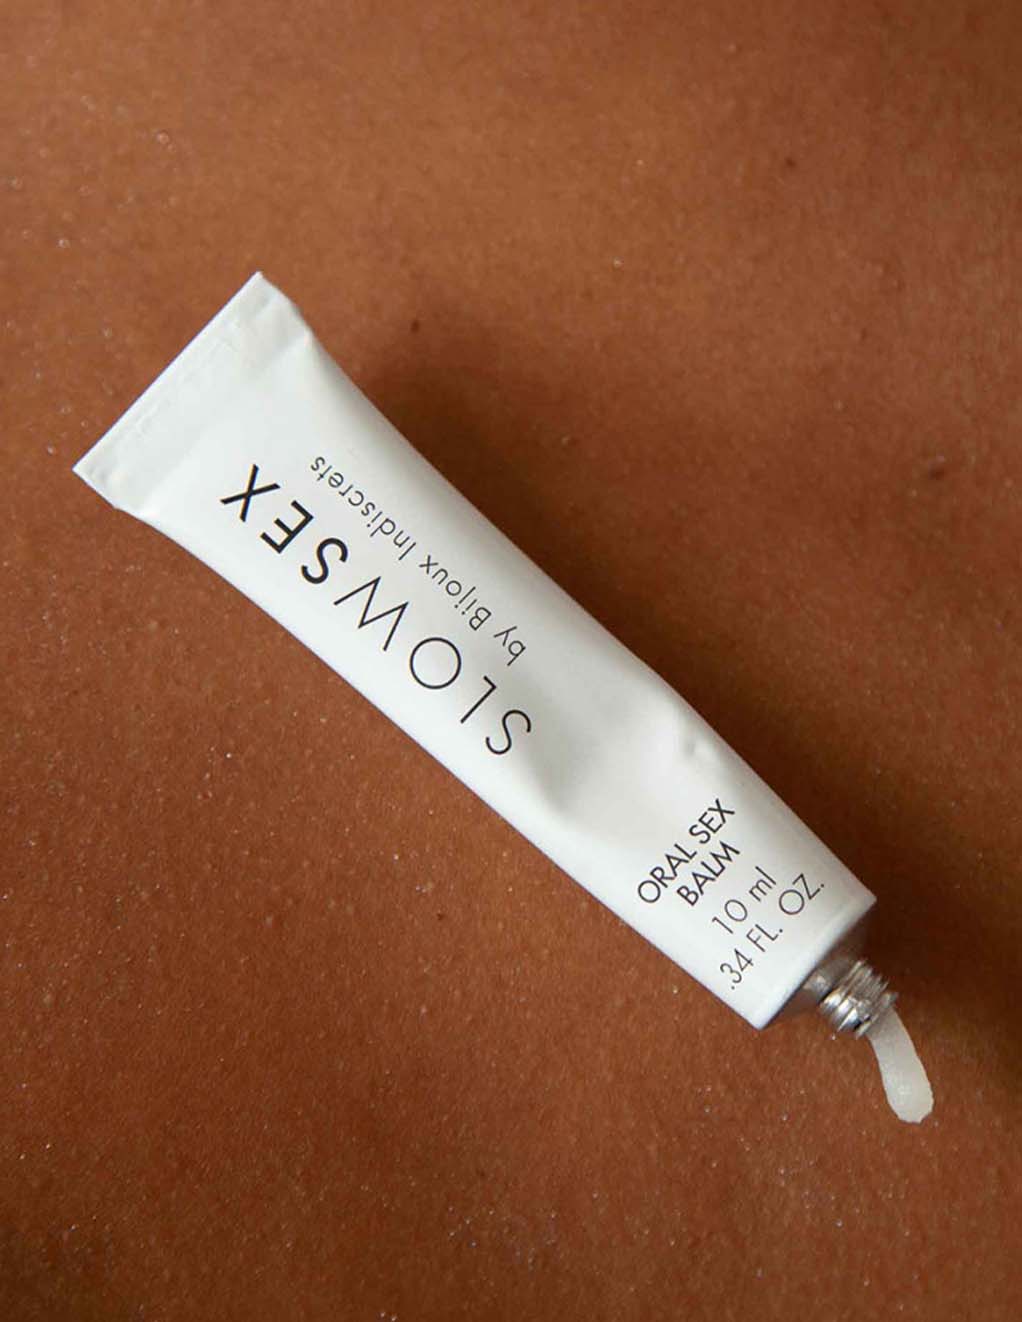 SLOWSEX
by Bijoux Indiscrets
ORAL SEX
BALM
10 ml
.34 FL. OZ.